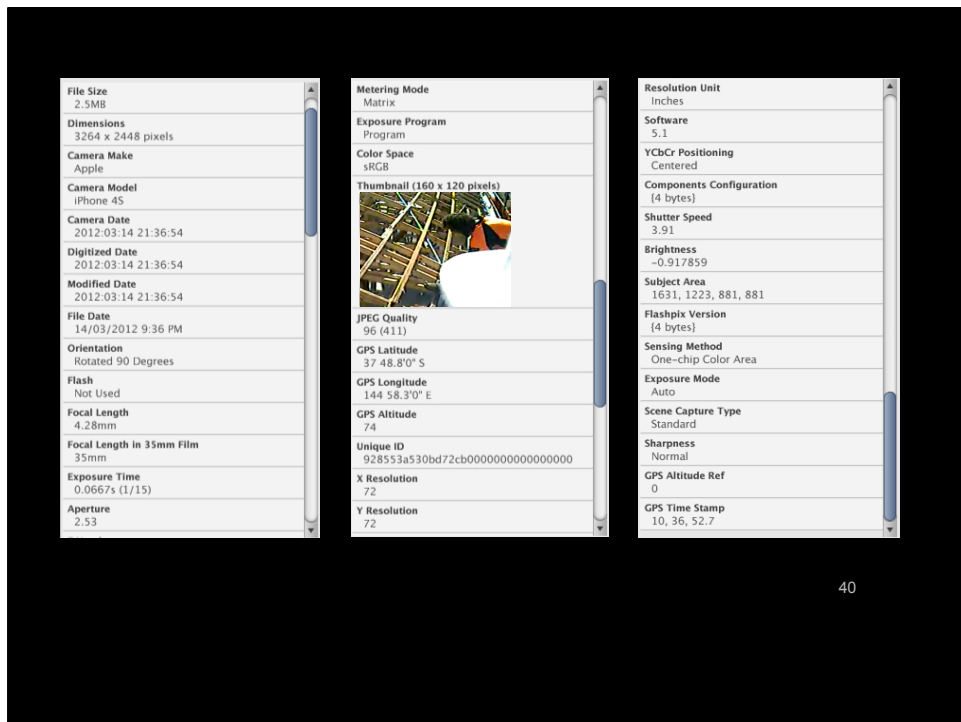 File Size
2.5MB
Dimensions
3264 x 2448 pixels
Camera Make
Apple
Camera Model
iPhone 4S
Camera Date
2012:03:14 21:36:54
Digitized Date
2012:03:14 21:36:54
Modified Date
2012:03:14 21:36:54
File Date
14/03/2012 9:36 PM
Orientation
Rotated 90 Degrees
Flash
Not Used
Focal Length
4.28mm
Focal Length in 35mm Film
35mm
Exposure Time
0.0667s (1/15)
Aperture
2.53
Metering Mode
Matrix
Exposure Program
Program
Color Space
sRGB
Thumbnail (160 x 120 pixels)
JPEG Quality
96 (411)
GPS Latitude
37 48.8'0" S
GPS Longitude
144 58.3'0" E
GPS Altitude
74
Unique ID
928553a530bd72cb0000000000000000
X Resolution
72
Y Resolution
72
Resolution Unit
Inches
Software
5.1
YCbCr Positioning
Centered
Components Configuration
{4 bytes}
Shutter Speed
3.91
Brightness
-0.917859
Subject Area
1631, 1223, 881, 881
Flashpix Version
{4 bytes}
Sensing Method
One-chip Color Area
Exposure Mode
Auto
Scene Capture Type
Standard
Sharpness
Normal
GPS Altitude Ref
0
GPS Time Stamp
10, 36, 52.7
40